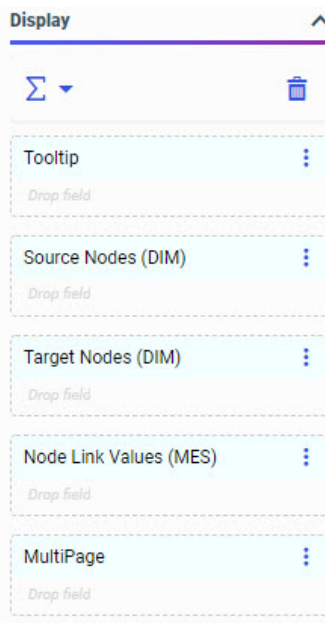 Display
Σ
Tooltip
Drop field
Source Nodes (DIM)
Drop field
Target Nodes (DIM)
Drop field
Node Link Values (MES)
Drop field
MultiPage
Drop field